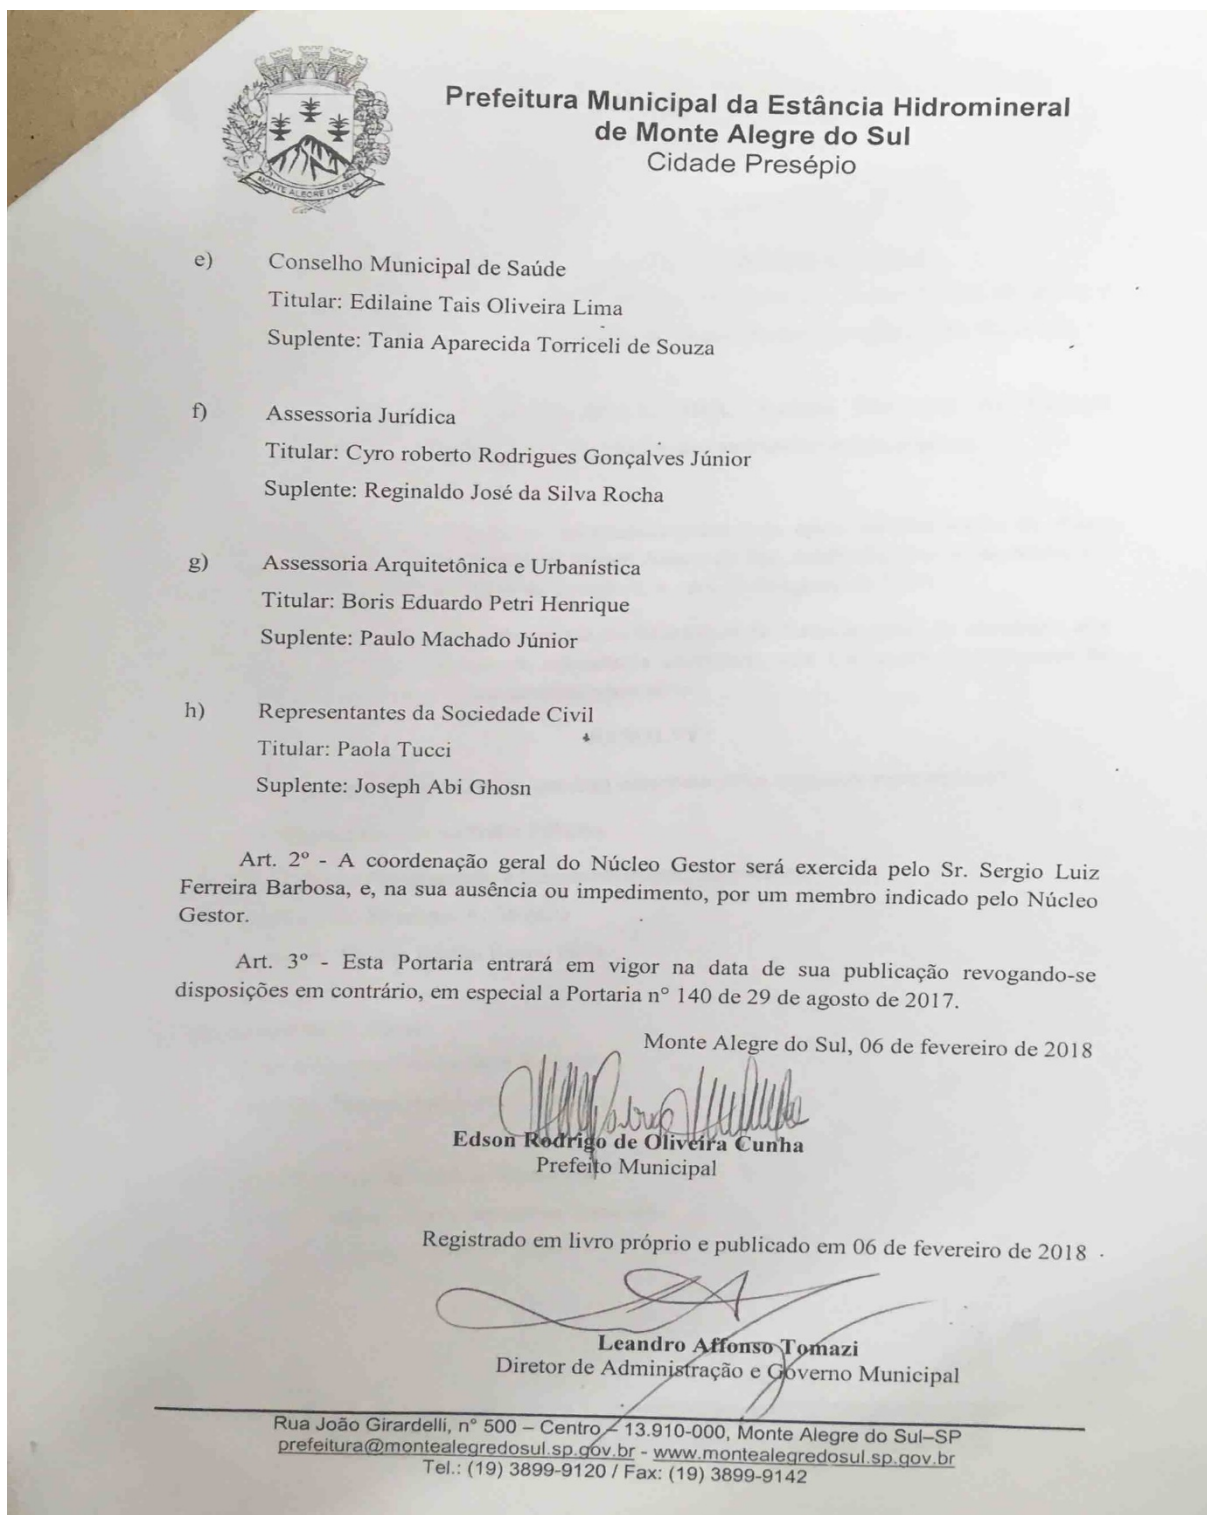 MONTE ALEGRE DO SUL
Prefeitura Municipal da Estância Hidromineral
de Monte Alegre do Sul
Cidade Presépio
e) Conselho Municipal de Saúde
Titular: Edilaine Tais Oliveira Lima
Suplente: Tania Aparecida Torriceli de Souza
f) Assessoria Jurídica
Titular: Cyro roberto Rodrigues Gonçalves Júnior
Suplente: Reginaldo José da Silva Rocha
g) Assessoria Arquitetônica e Urbanística
Titular: Boris Eduardo Petri Henrique
Suplente: Paulo Machado Júnior
h) Representantes da Sociedade Civil
Titular: Paola Tucci
Suplente: Joseph Abi Ghosn
Art. 2º - A coordenação geral do Núcleo Gestor será exercida pelo Sr. Sergio Luiz
Ferreira Barbosa, e, na sua ausência ou impedimento, por um membro indicado pelo Núcleo
Gestor.
Art. 3º - Esta Portaria entrará em vigor na data de sua publicação revogando-se
disposições em contrário, em especial a Portaria nº 140 de 29 de agosto de 2017.
Monte Alegre do Sul, 06 de fevereiro de 2018
Edson Rodrigo de Oliveira Cunha
Prefeito Municipal
Registrado em livro próprio e publicado em 06 de fevereiro de 2018
Leandro Affonso Tomazi
Diretor de Administração e Governo Municipal
Rua João Girardelli, n° 500 – Centro – 13.910-000, Monte Alegre do Sul–SP
prefeitura@montealegredosul.sp.gov.br - www.montealegredosul.sp.gov.br
Tel.: (19) 3899-9120 / Fax: (19) 3899-9142